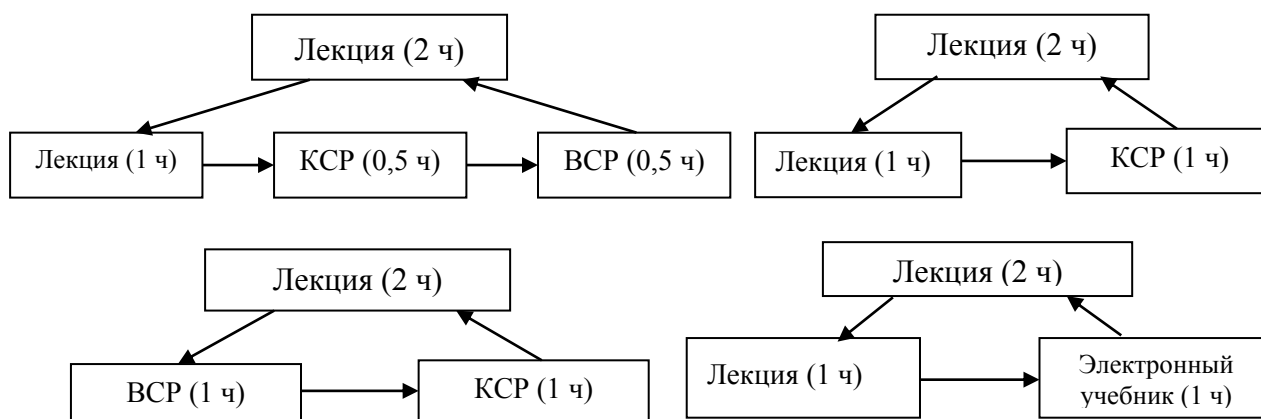 Лекция (2 ч)
Лекция (1 ч)
КСР (0,5 ч)
ВСР (0,5 ч)
Лекция (2 ч)
Лекция (1 ч)
КСР (1 ч)
Лекция (2 ч)
ВСР (1 ч)
КСР (1 ч)
Лекция (2 ч)
Лекция (1 ч)
Электронный
учебник (1 ч)